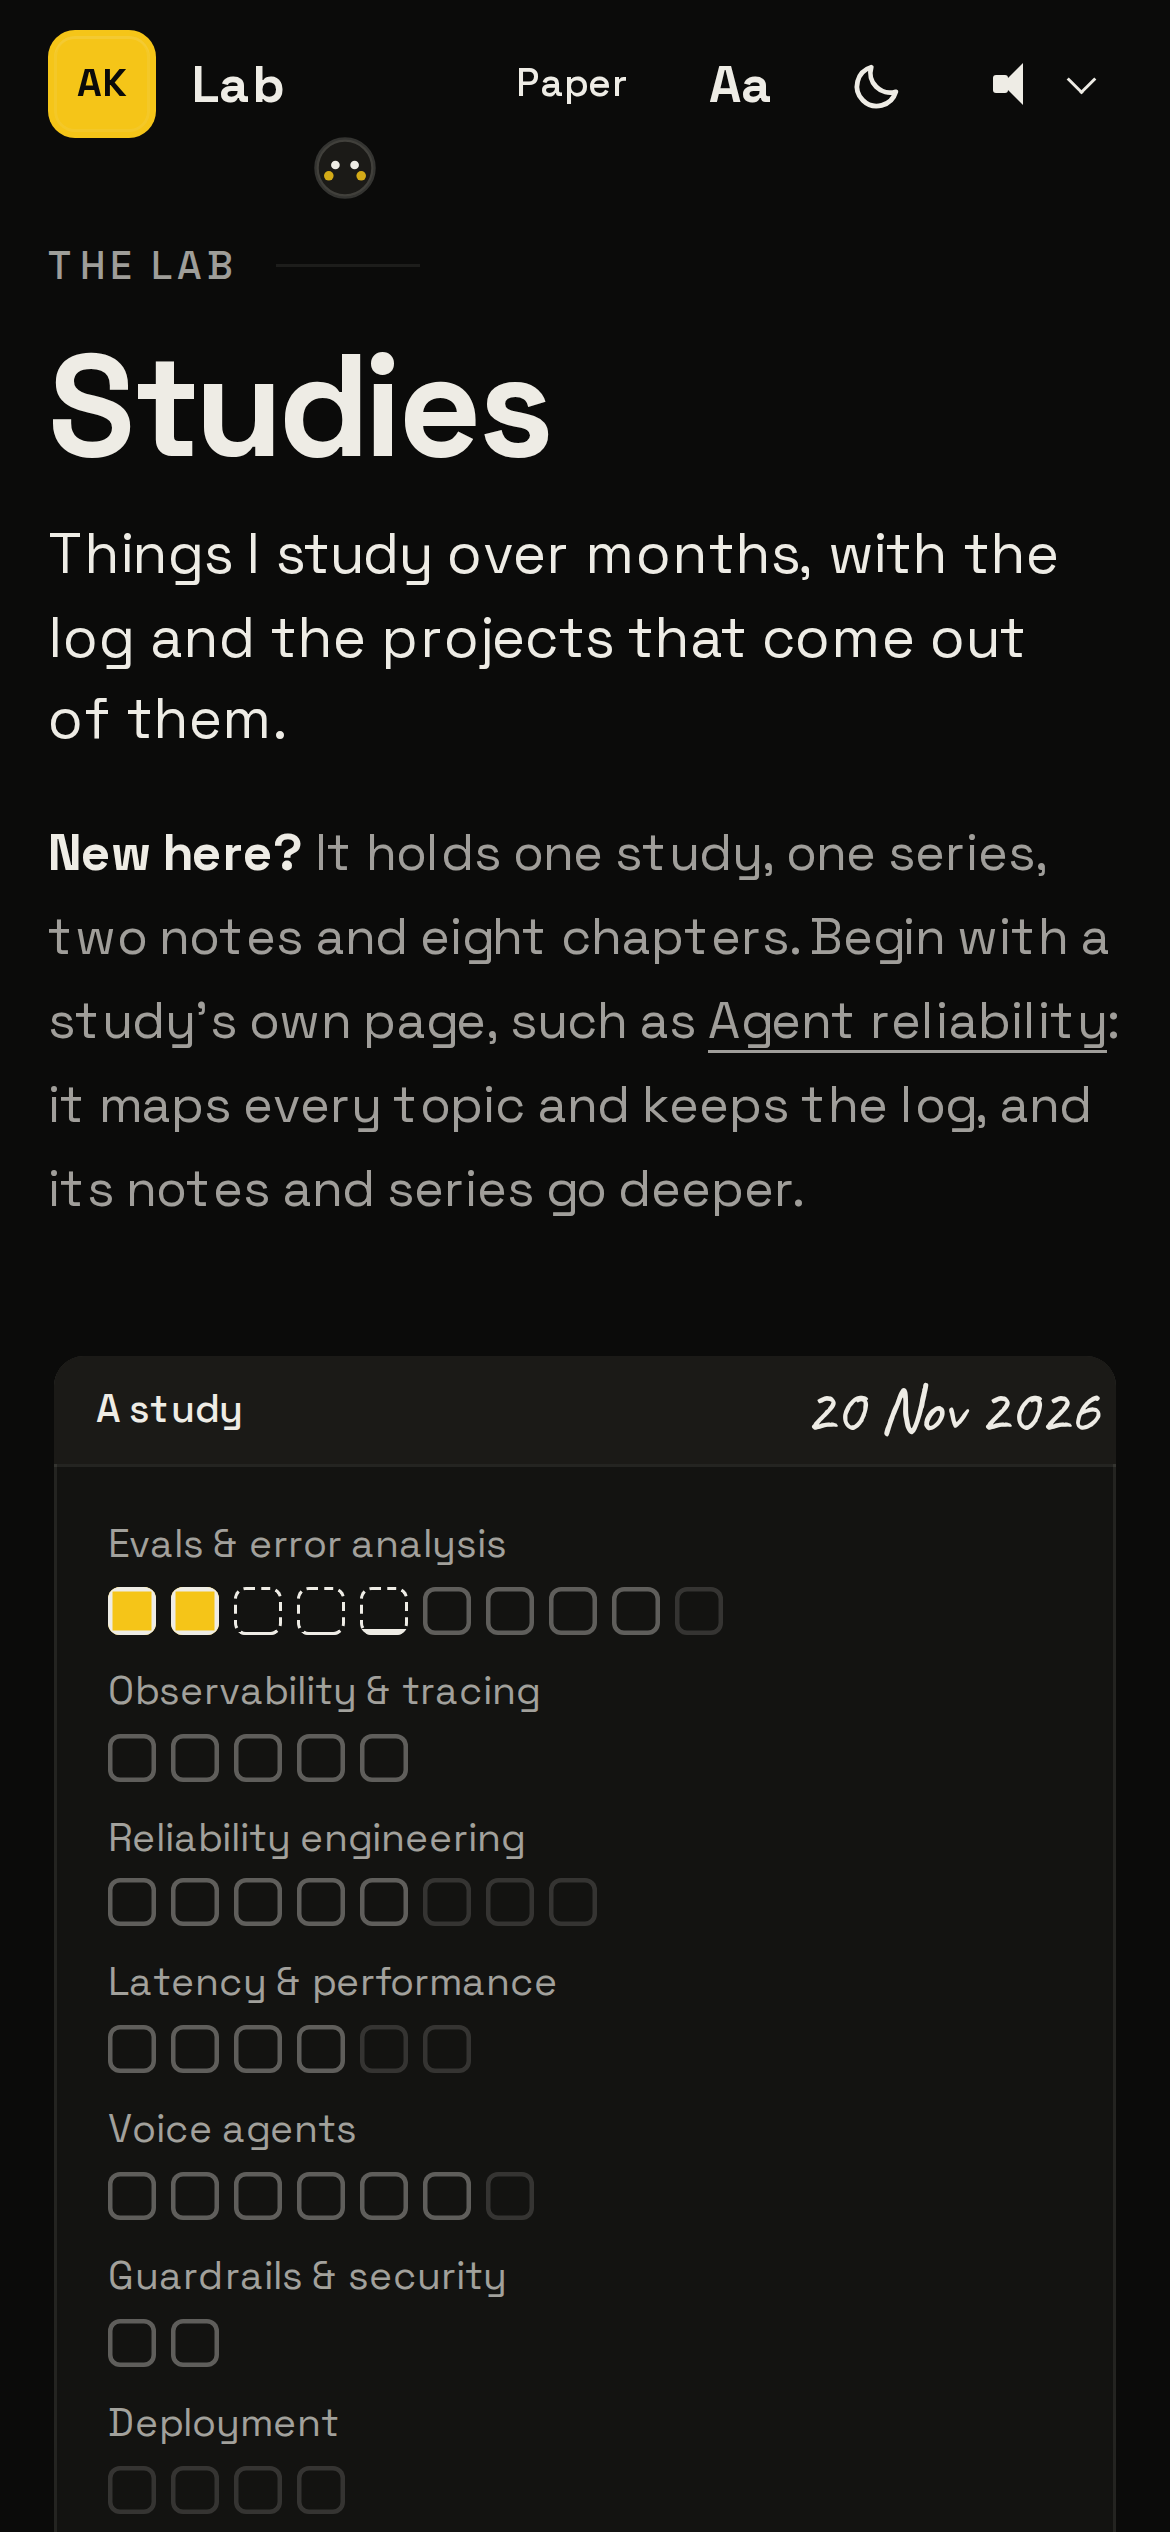 AK Lab Paper Aa
THE LAB
Studies
Things I study over months, with the
log and the projects that come out
of them.
New here? It holds one study, one series,
two notes and eight chapters. Begin with a
study's own page, such as Agent reliability:
it maps every topic and keeps the log, and
its notes and series go deeper.
A study 20 Nov 2026
Evals & error analysis
Observability & tracing
Reliability engineering
Latency & performance
Voice agents
Guardrails & security
Deployment